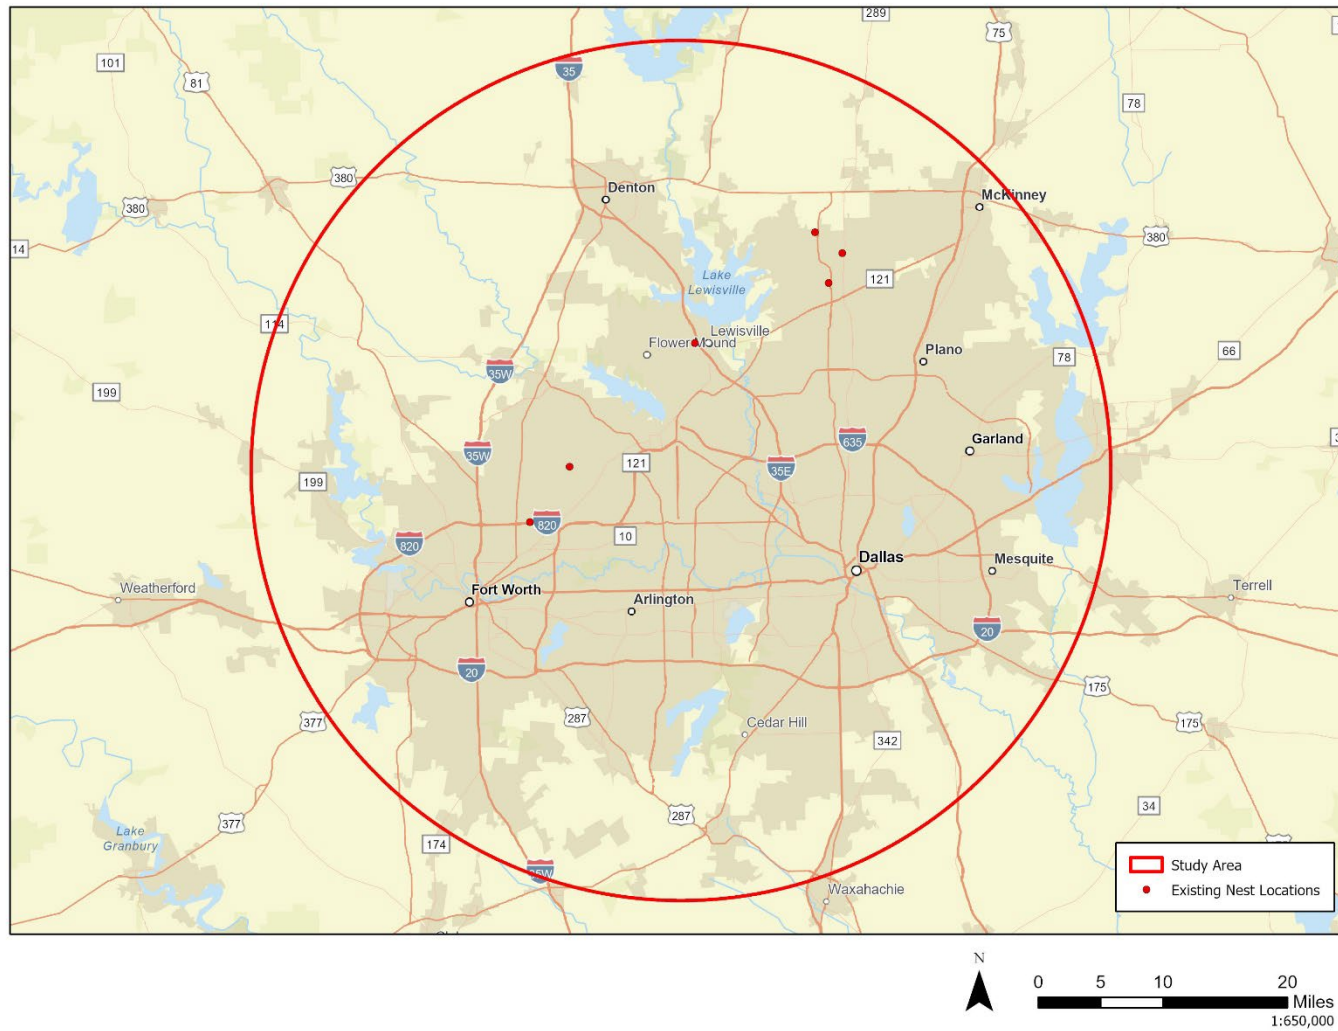 289
75
101
35
81
78
380
Denton
McKinney
380
380
14
Lake
Lewisville
121
114
Lewisville
Flower Mound
Plano
78
66
35W
199
635
Garland
35W
121
35E
199
820
10
820
Dallas
Mesquite
Weatherford
Fort Worth
Arlington
Terrell
20
20
175
377
287
175
Cedar Hill
342
34
287
377
Lake
Granbury
174
35W
Waxahachie
Study Area
Existing Nest Locations
N
0 5 10 20
Miles
1:650,000